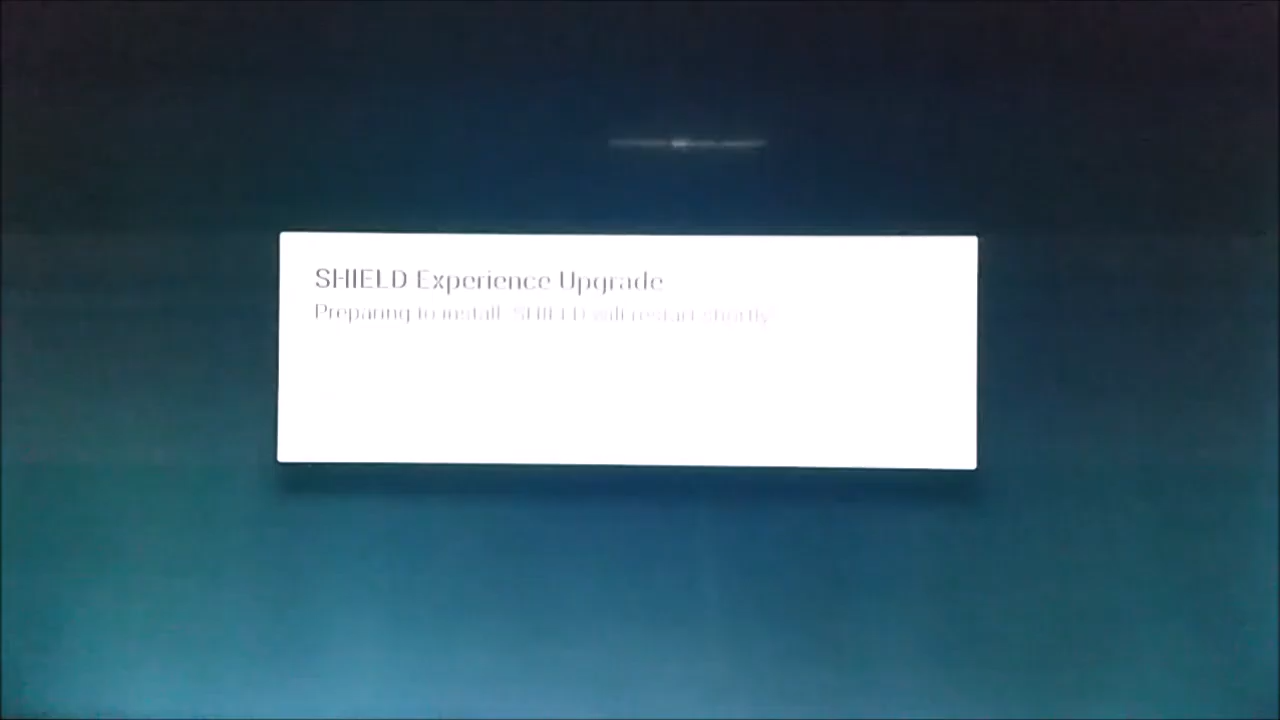 SHIELD Experience Upgrade
Preparing to install. SHIELD will restart shortly.